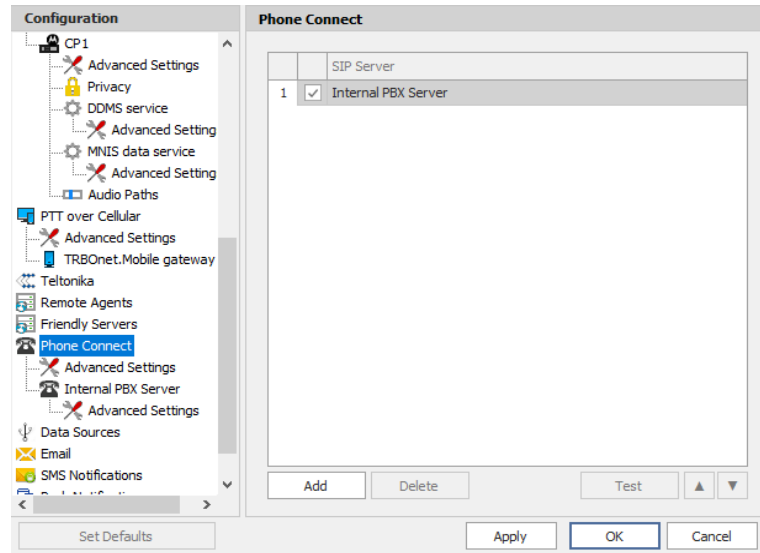 Configuration
CP1
Advanced Settings
Privacy
DDMS service
Advanced Setting
MNIS data service
Advanced Setting
Audio Paths
PTT over Cellular
Advanced Settings
TRBOnet.Mobile gateway
Teltonika
Remote Agents
Friendly Servers
Phone Connect
Advanced Settings
Internal PBX Server
Advanced Settings
Data Sources
Email
SMS Notifications
Set Defaults
Phone Connect
SIP Server
1 Internal PBX Server
Add Delete Test
Apply OK Cancel